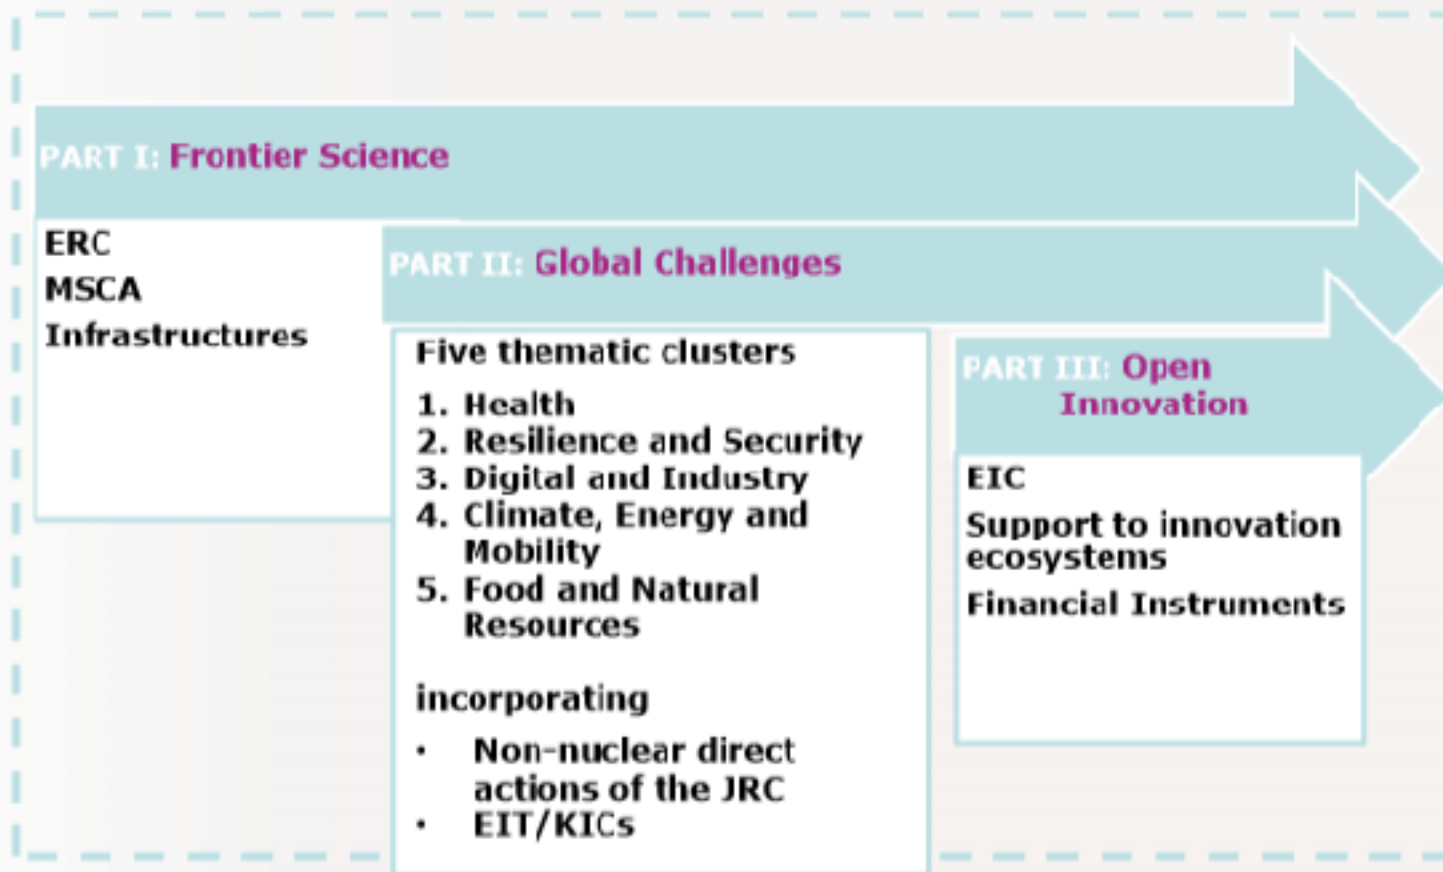 PART I: Frontier Science
ERC
MSCA
Infrastructures
PART II: Global Challenges
Five thematic clusters
1. Health
2. Resilience and Security
3. Digital and Industry
4. Climate, Energy and
Mobility
5. Food and Natural
Resources
incorporating
• Non-nuclear direct
actions of the JRC
• EIT/KICs
PART III: Open
Innovation
EIC
Support to innovation
ecosystems
Financial Instruments